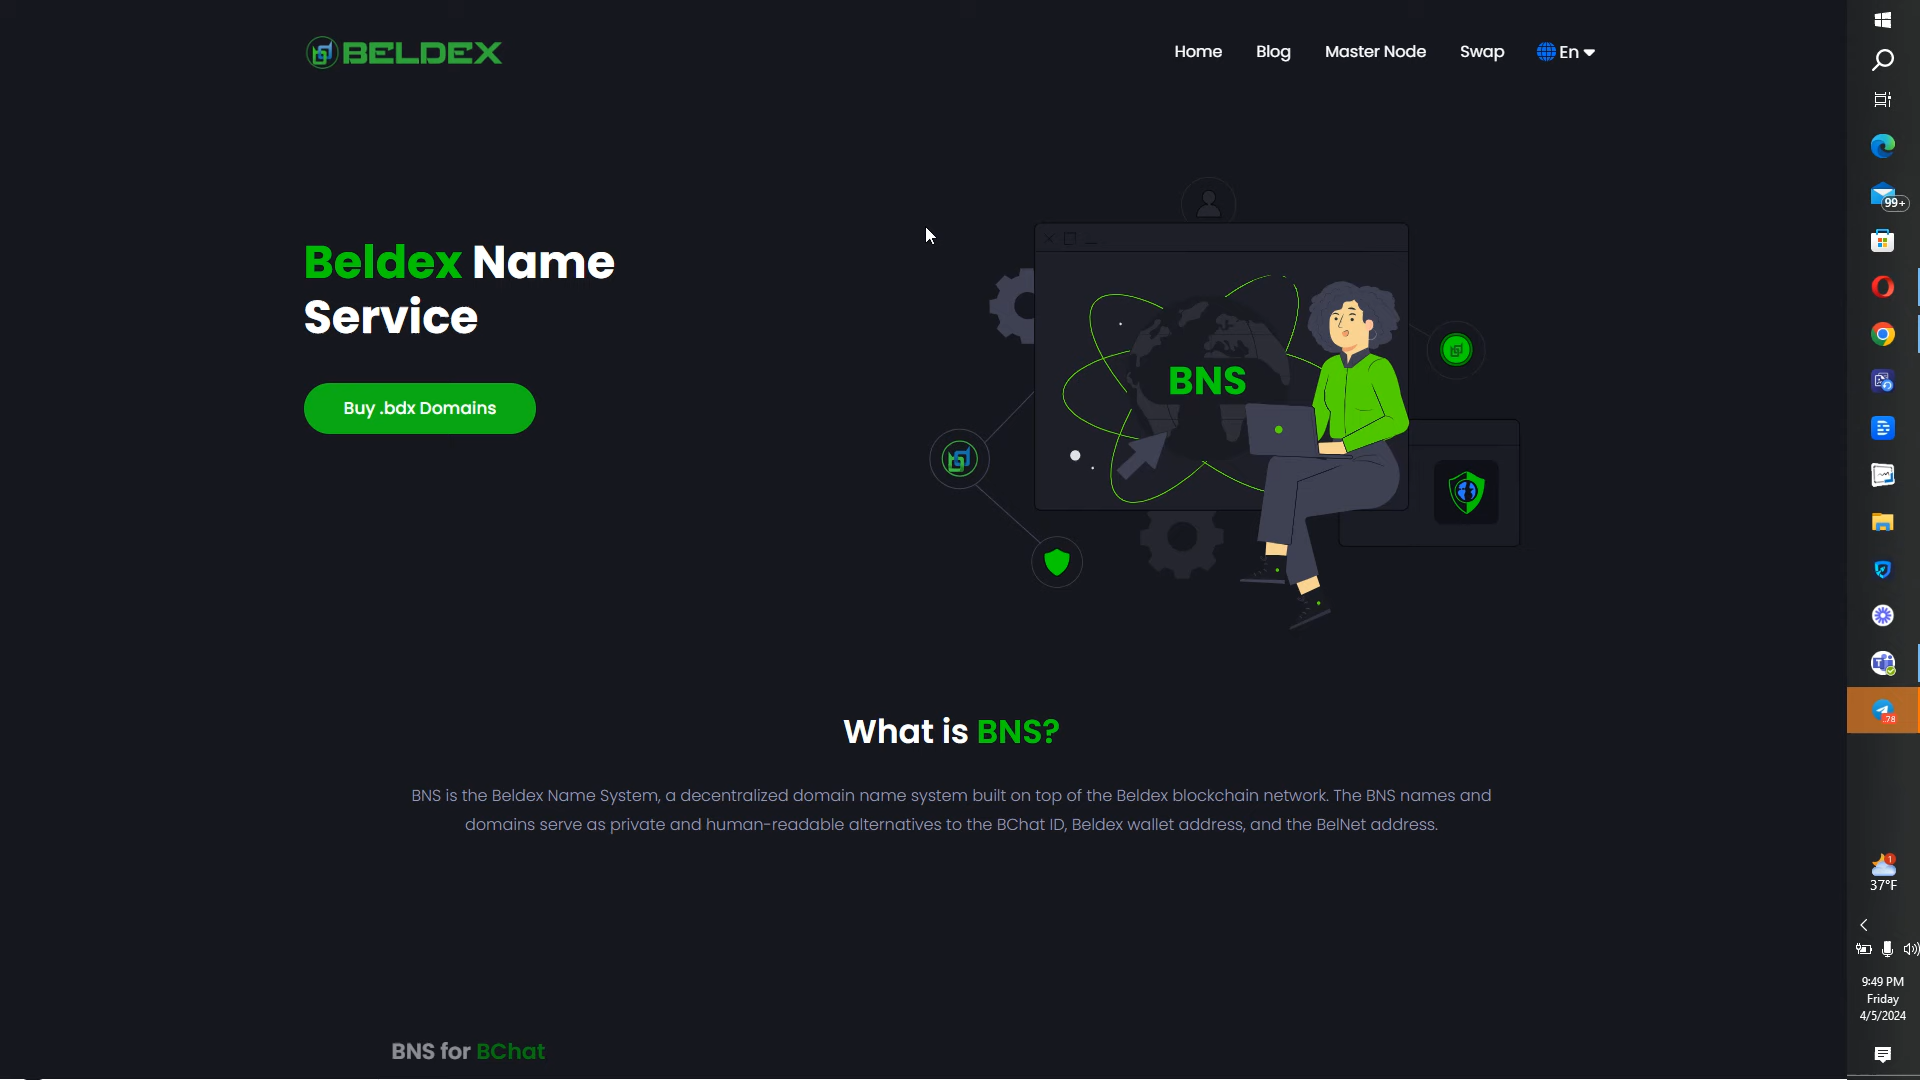 BELDEX
Home
Blog
Master Node
Swap
En
Beldex Name
Service
Buy .bdx Domains
BNS
What is BNS?
BNS is the Beldex Name System, a decentralized domain name system built on top of the Beldex blockchain network. The BNS names and
domains serve as private and human-readable alternatives to the BChat ID, Beldex wallet address, and the BelNet address.
BNS for BChat
99+
.78
1
37°F
9:49 PM
Friday
4/5/2024